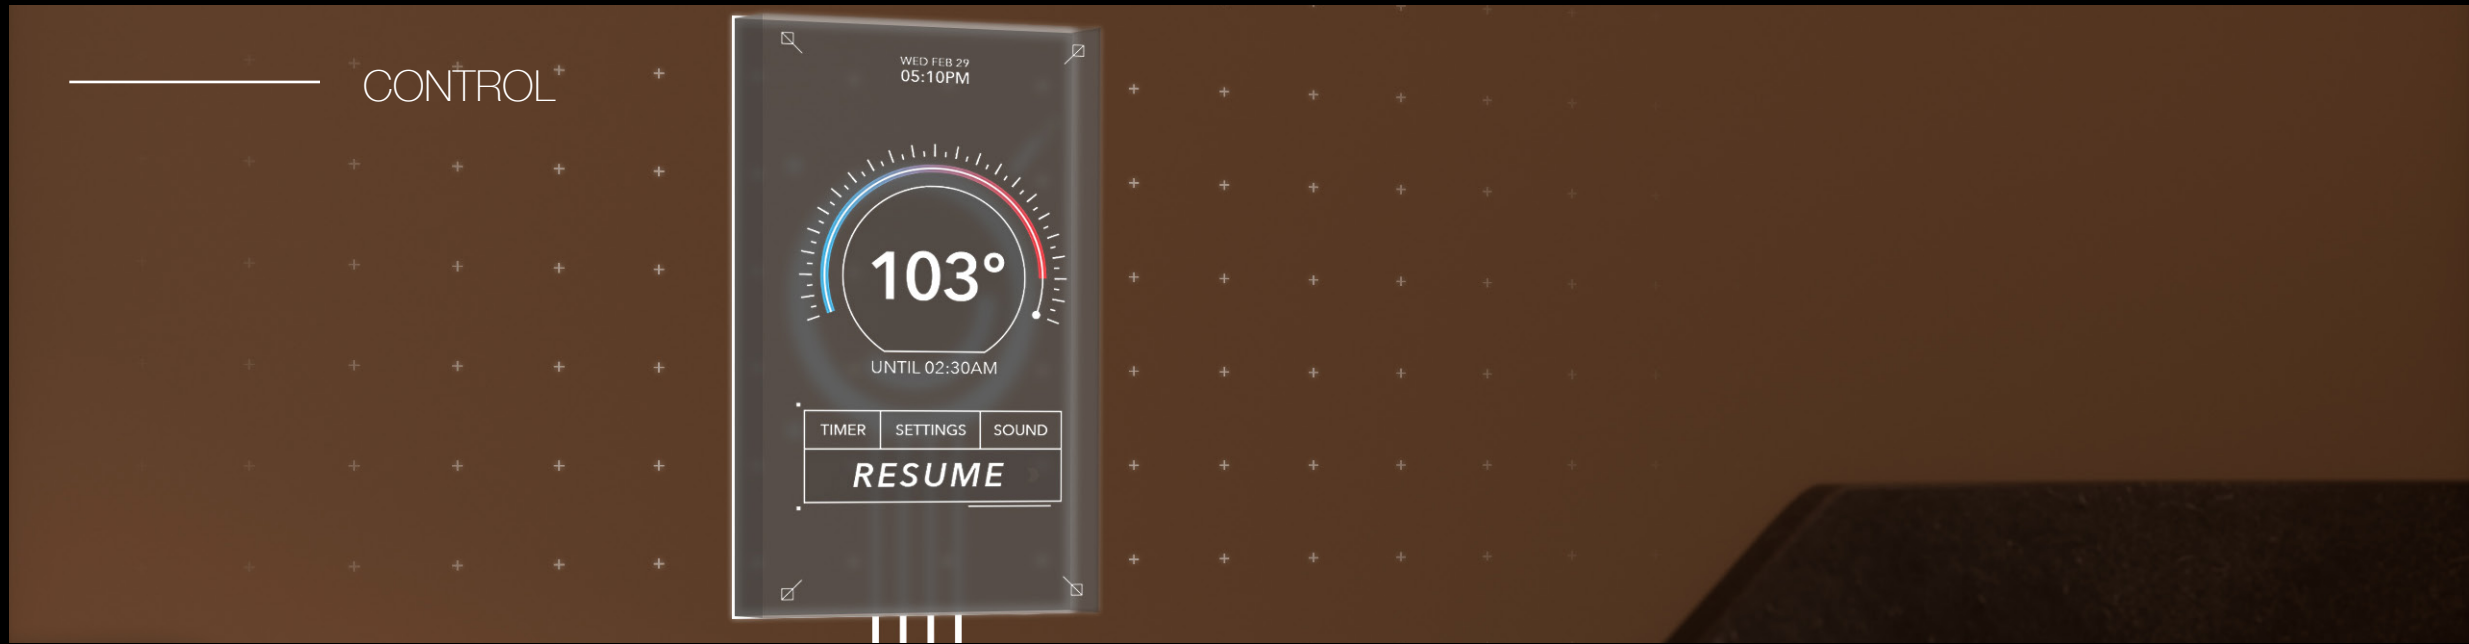 CONTROL
WED FEB 29
05:10PM
103°
UNTIL 02:30AM
TIMER SETTINGS SOUND
RESUME